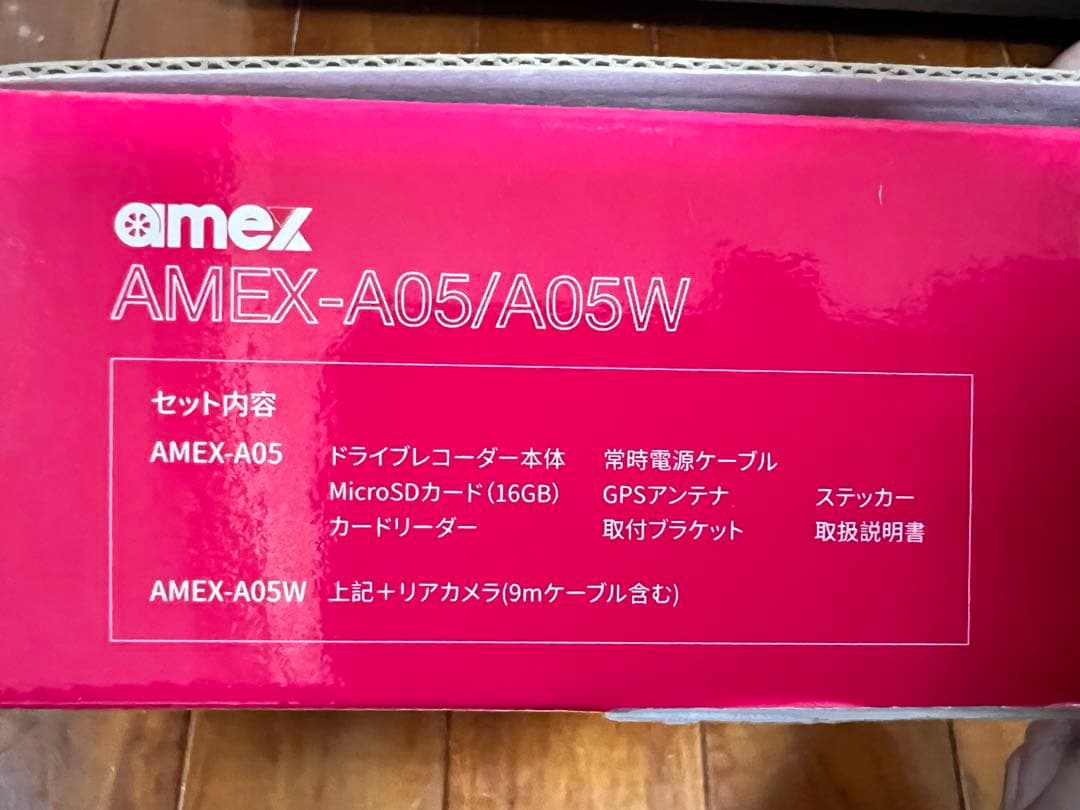 amex
AMEX-A05/A05W
セット内容
AMEX-A05 ドライブレコーダー本体 常時電源ケーブル
MicroSDカード(16GB) GPSアンテナ ステッカー
カードリーダー 取付ブラケット 取扱説明書
AMEX-A05W 上記+リアカメラ(9mケーブル含む)